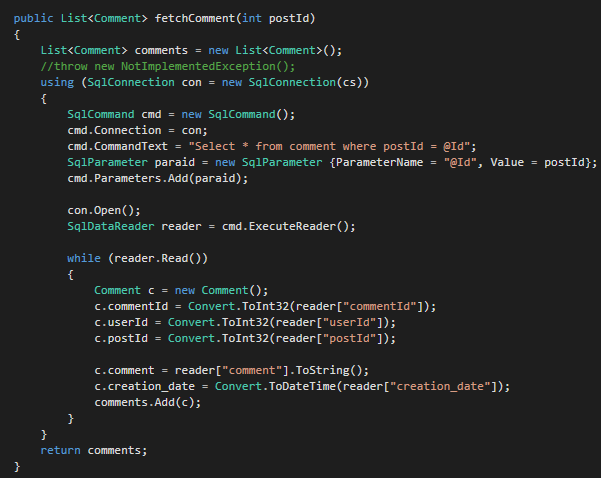 public List<Comment> fetchComment(int postId)
{
    List<Comment> comments = new List<Comment>();
    //throw new NotImplementedException();
    using (SqlConnection con = new SqlConnection(cs))
    {
        SqlCommand cmd = new SqlCommand();
        cmd.Connection = con;
        cmd.CommandText = "Select * from comment where postId = @Id";
        SqlParameter paraid = new SqlParameter {ParameterName = "@Id", Value = postId};
        cmd.Parameters.Add(paraid);

        con.Open();
        SqlDataReader reader = cmd.ExecuteReader();

        while (reader.Read())
        {
            Comment c = new Comment();
            c.commentId = Convert.ToInt32(reader["commentId"]);
            c.userId = Convert.ToInt32(reader["userId"]);
            c.postId = Convert.ToInt32(reader["postId"]);

            c.comment = reader["comment"].ToString();
            c.creation_date = Convert.ToDateTime(reader["creation_date"]);
            comments.Add(c);
        }
    }
    return comments;
}